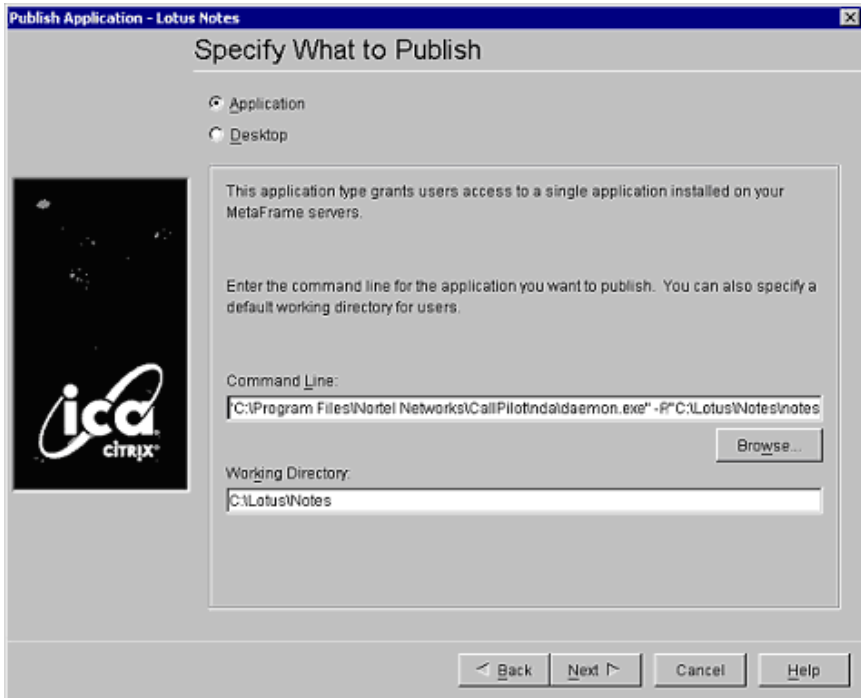 Publish Application - Lotus Notes
Specify What to Publish
Application
Desktop
This application type grants users access to a single application installed on your
MetaFrame servers.
Enter the command line for the application you want to publish. You can also specify a
default working directory for users.
Command Line:
"C:\Program Files\Nortel Networks\CallPilot\nda\daemon.exe" -R"C:\Lotus\Notes\notes
Browse...
Working Directory:
C:\Lotus\Notes
ica
CITRIX®
Back
Next
Cancel
Help